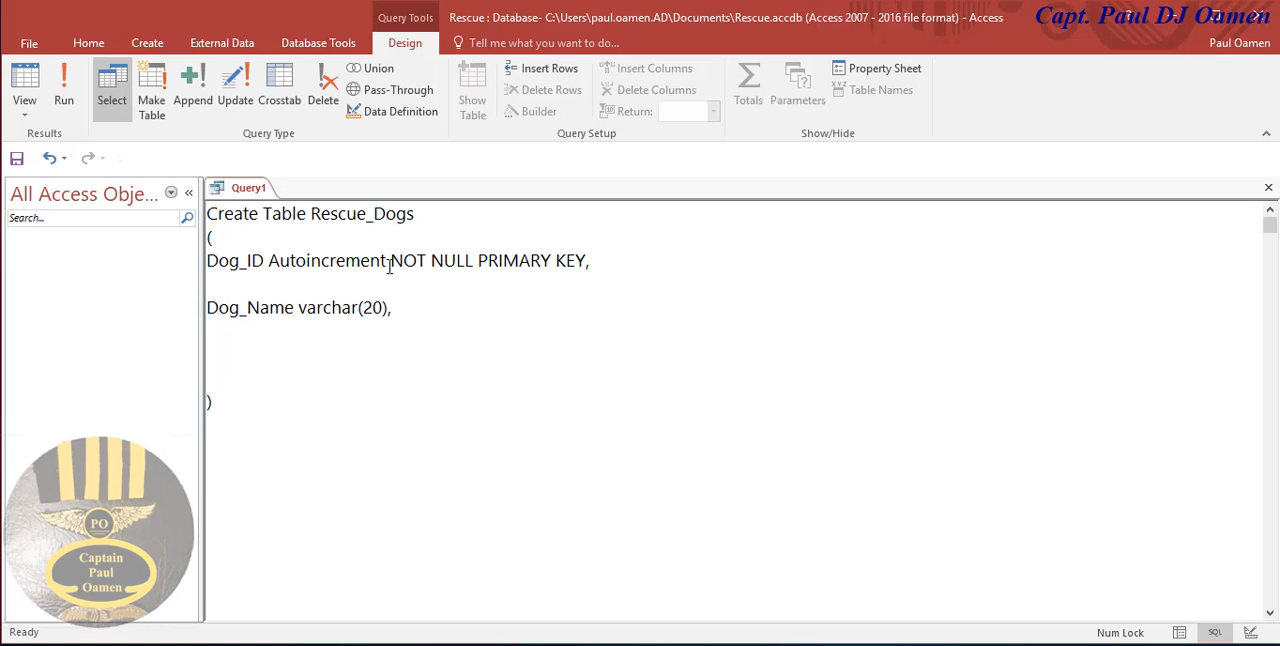 Query Tools
Rescue : Database- C:\Users\paul.oamen.AD\Documents\Rescue.accdb (Access 2007 - 2016 file format) - Access
Capt. Paul DJ Oamen
File
Home
Create
External Data
Database Tools
Design
Tell me what you want to do...
Paul Oamen
View
Run
Select
Make Table
Append
Update
Crosstab
Delete
Union
Pass-Through
Data Definition
Show Table
Insert Rows
Delete Rows
Builder
Insert Columns
Delete Columns
Return:
Totals
Parameters
Property Sheet
Table Names
Results
Query Type
Query Setup
Show/Hide
All Access Obje...
Search...
Query1
Create Table Rescue_Dogs
(
Dog_ID Autoincrement NOT NULL PRIMARY KEY,
Dog_Name varchar(20),
)
PO
Captain
Paul
Oamen
Ready
Num Lock
SQL